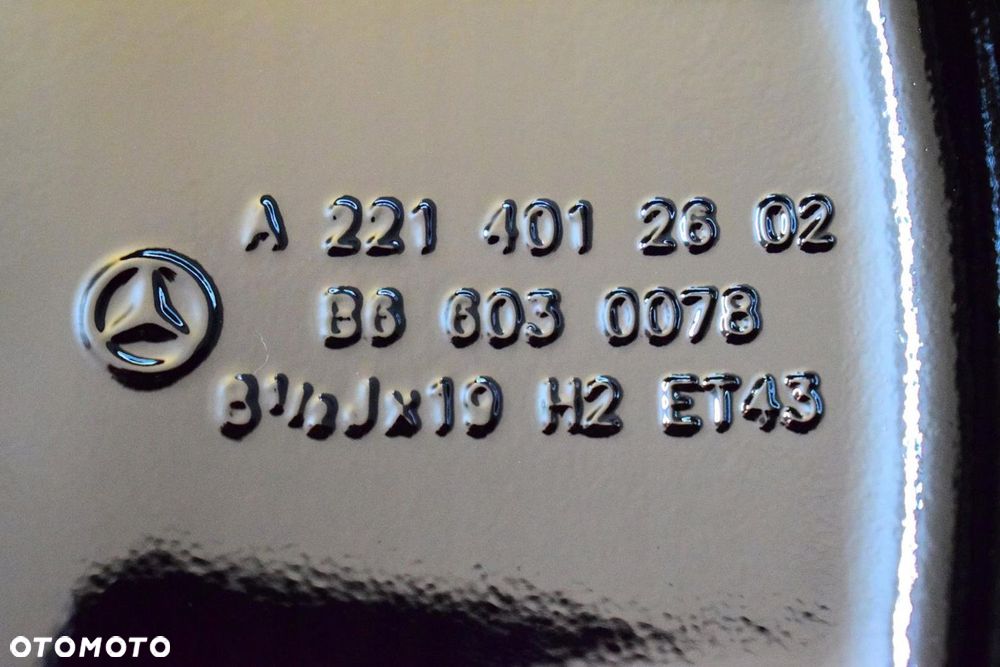 A 221 401 26 02
B6 603 0078
8½Jx19 H2 ET43
OTOMOTO